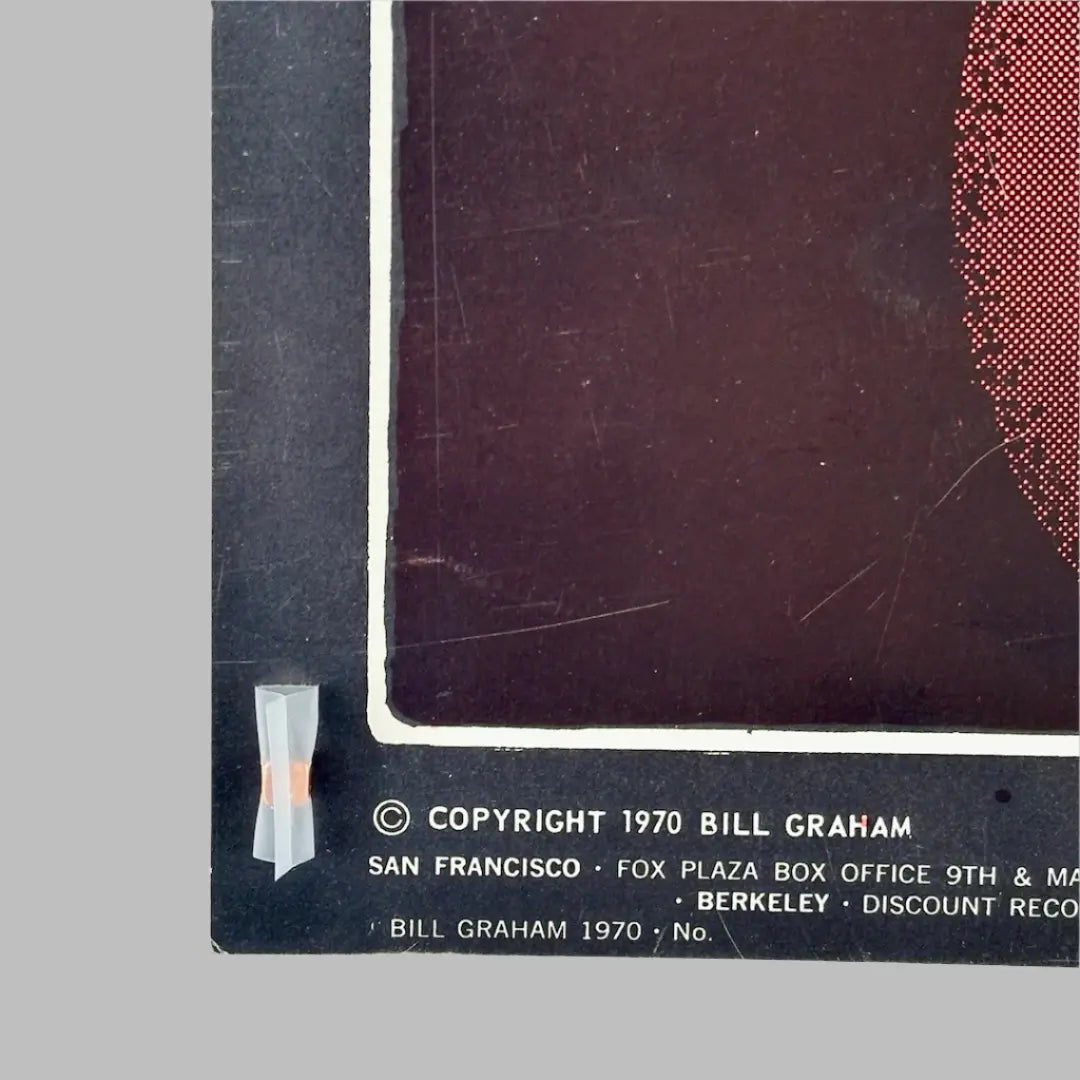 © COPYRIGHT 1970 BILL GRAHAM
SAN FRANCISCO · FOX PLAZA BOX OFFICE 9TH &
· BERKELEY · DISCOUNT
BILL GRAHAM 1970 · No.